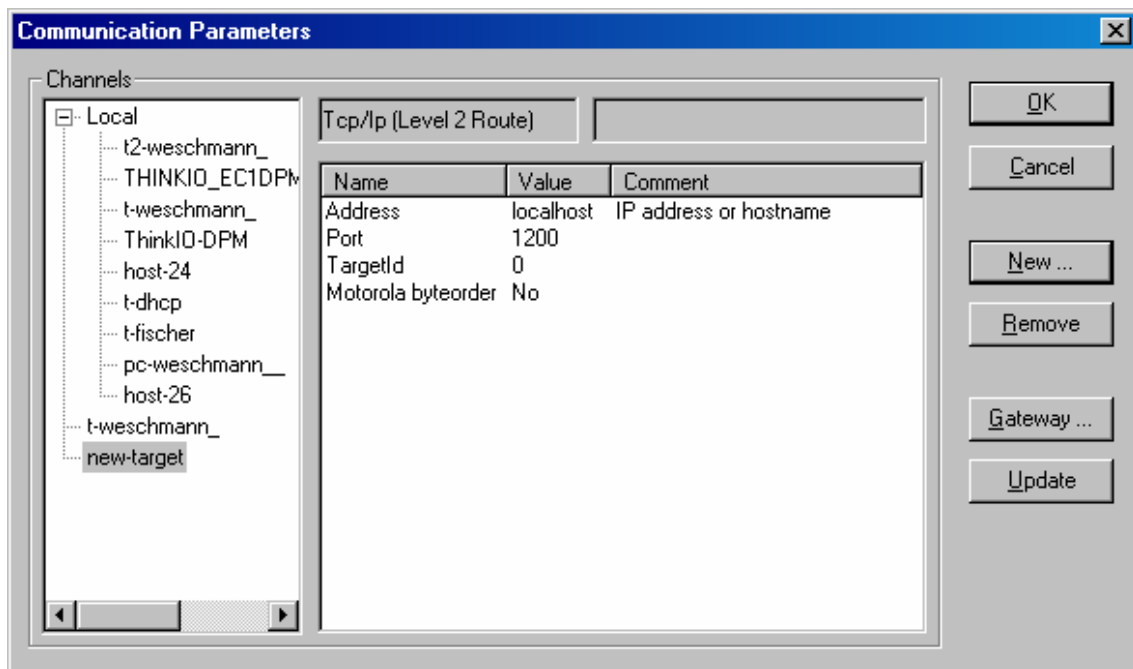 Communication Parameters
Channels
Local
t2-weschmann_
THINKIO_EC1DPM
t-weschmann_
ThinkIO-DPM
host-24
t-dhcp
t-fischer
pc-weschmann__
host-26
t-weschmann_
new-target
Tcp/Ip (Level 2 Route)
Name Value Comment
Address localhost IP address or hostname
Port 1200
TargetId 0
Motorola byteorder No
OK
Cancel
New ...
Remove
Gateway ...
Update